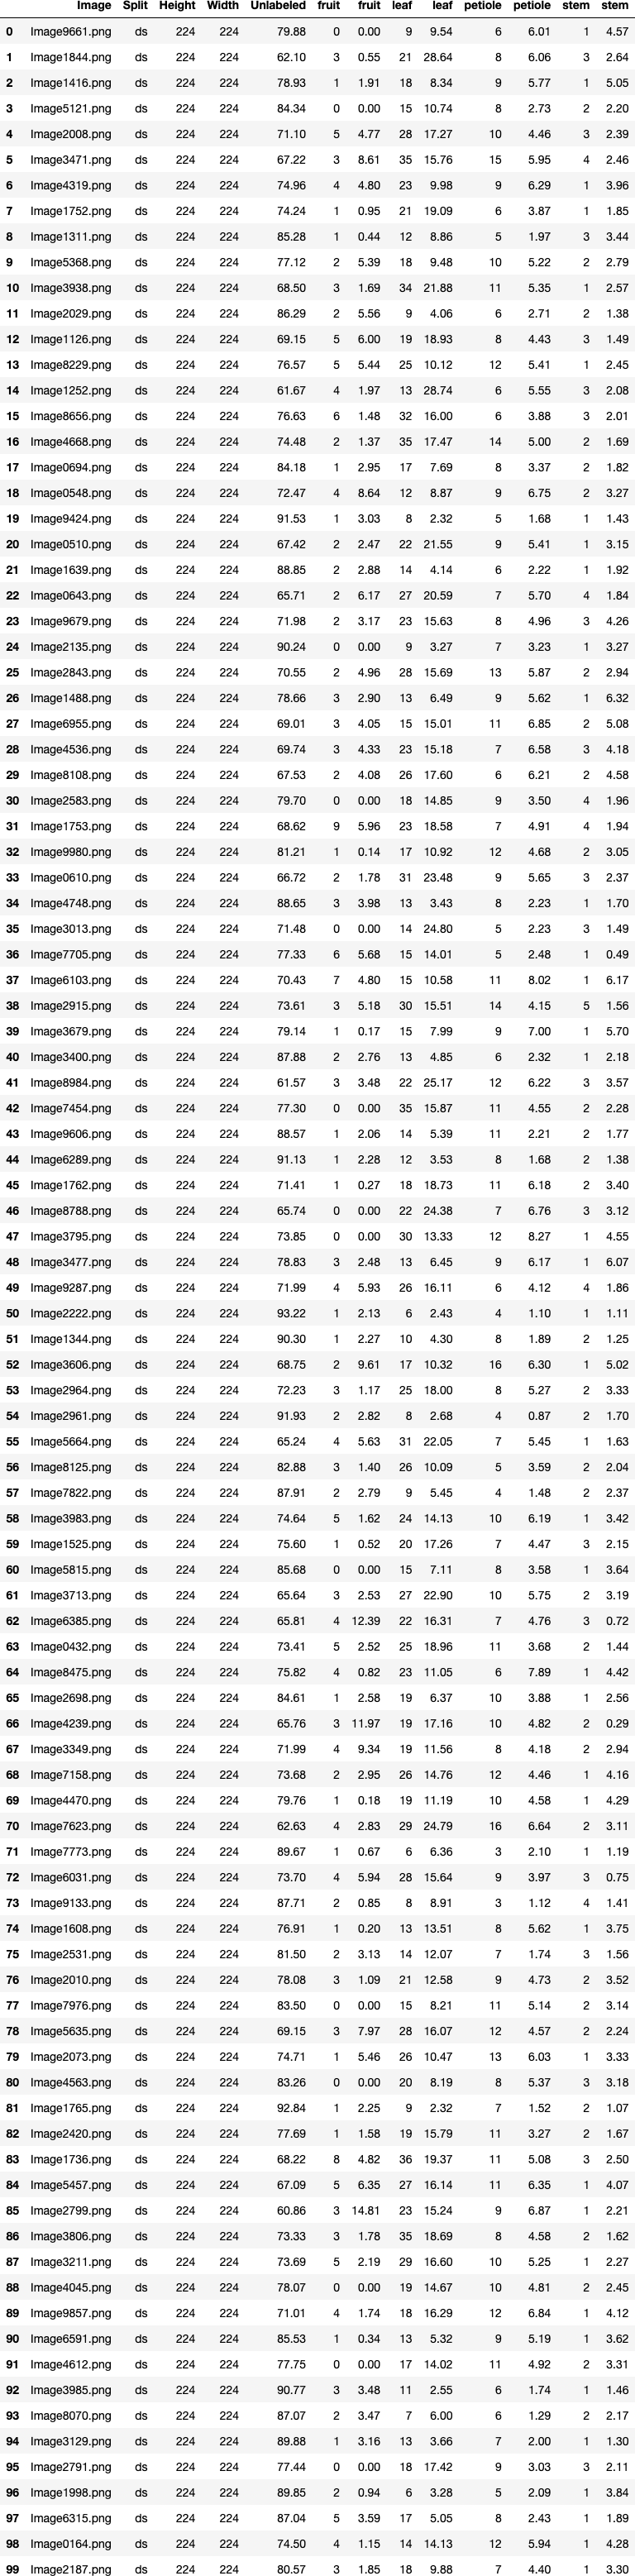 Image Split Height Width Unlabeled fruit fruit leaf leaf petiole petiole stem stem
0 Image9661.png ds 224 224 79.88 0 0.00 9 9.54 6 6.01 1 4.57
1 Image1844.png ds 224 224 62.10 3 0.55 21 28.64 8 6.06 3 2.64
2 Image1416.png ds 224 224 78.93 1 1.91 18 8.34 9 5.77 1 5.05
3 Image5121.png ds 224 224 84.34 0 0.00 15 10.74 8 2.73 2 2.20
4 Image2008.png ds 224 224 71.10 5 4.77 28 17.27 10 4.46 3 2.39
5 Image3471.png ds 224 224 67.22 3 8.61 35 15.76 15 5.95 4 2.46
6 Image4319.png ds 224 224 74.96 4 4.80 23 9.98 9 6.29 1 3.96
7 Image1752.png ds 224 224 74.24 1 0.95 21 19.09 6 3.87 1 1.85
8 Image1311.png ds 224 224 85.28 1 0.44 12 8.86 5 1.97 3 3.44
9 Image5368.png ds 224 224 77.12 2 5.39 18 9.48 10 5.22 2 2.79
10 Image3938.png ds 224 224 68.50 3 1.69 34 21.88 11 5.35 1 2.57
11 Image2029.png ds 224 224 86.29 2 5.56 9 4.06 6 2.71 2 1.38
12 Image1126.png ds 224 224 69.15 5 6.00 19 18.93 8 4.43 3 1.49
13 Image8229.png ds 224 224 76.57 5 5.44 25 10.12 12 5.41 1 2.45
14 Image1252.png ds 224 224 61.67 4 1.97 13 28.74 6 5.55 3 2.08
15 Image8656.png ds 224 224 76.63 6 1.48 32 16.00 6 3.88 3 2.01
16 Image4668.png ds 224 224 74.48 2 1.37 35 17.47 14 5.00 2 1.69
17 Image0694.png ds 224 224 84.18 1 2.95 17 7.69 8 3.37 2 1.82
18 Image0548.png ds 224 224 72.47 4 8.64 12 8.87 9 6.75 2 3.27
19 Image9424.png ds 224 224 91.53 1 3.03 8 2.32 5 1.68 1 1.43
20 Image0510.png ds 224 224 67.42 2 2.47 22 21.55 9 5.41 1 3.15
21 Image1639.png ds 224 224 88.85 2 2.88 14 4.14 6 2.22 1 1.92
22 Image0643.png ds 224 224 65.71 2 6.17 27 20.59 7 5.70 4 1.84
23 Image9679.png ds 224 224 71.98 2 3.17 23 15.63 8 4.96 3 4.26
24 Image2135.png ds 224 224 90.24 0 0.00 9 3.27 7 3.23 1 3.27
25 Image2843.png ds 224 224 70.55 2 4.96 28 15.69 13 5.87 2 2.94
26 Image1488.png ds 224 224 78.66 3 2.90 13 6.49 9 5.62 1 6.32
27 Image6955.png ds 224 224 69.01 3 4.05 15 15.01 11 6.85 2 5.08
28 Image4536.png ds 224 224 69.74 3 4.33 23 15.18 7 6.58 3 4.18
29 Image8108.png ds 224 224 67.53 2 4.08 26 17.60 6 6.21 2 4.58
30 Image2583.png ds 224 224 79.70 0 0.00 18 14.85 9 3.50 4 1.96
31 Image1753.png ds 224 224 68.62 9 5.96 23 18.58 7 4.91 4 1.94
32 Image9980.png ds 224 224 81.21 1 0.14 17 10.92 12 4.68 2 3.05
33 Image0610.png ds 224 224 66.72 2 1.78 31 23.48 9 5.65 3 2.37
34 Image4748.png ds 224 224 88.65 3 3.98 13 3.43 8 2.23 1 1.70
35 Image3013.png ds 224 224 71.48 0 0.00 14 24.80 5 2.23 3 1.49
36 Image7705.png ds 224 224 77.33 6 5.68 15 14.01 5 2.48 1 0.49
37 Image6103.png ds 224 224 70.43 7 4.80 15 10.58 11 8.02 1 6.17
38 Image2915.png ds 224 224 73.61 3 5.18 30 15.51 14 4.15 5 1.56
39 Image3679.png ds 224 224 79.14 1 0.17 15 7.99 9 7.00 1 5.70
40 Image3400.png ds 224 224 87.88 2 2.76 13 4.85 6 2.32 1 2.18
41 Image8984.png ds 224 224 61.57 3 3.48 22 25.17 12 6.22 3 3.57
42 Image7454.png ds 224 224 77.30 0 0.00 35 15.87 11 4.55 2 2.28
43 Image9606.png ds 224 224 88.57 1 2.06 14 5.39 11 2.21 2 1.77
44 Image6289.png ds 224 224 91.13 1 2.28 12 3.53 8 1.68 2 1.38
45 Image1762.png ds 224 224 71.41 1 0.27 18 18.73 11 6.18 2 3.40
46 Image8788.png ds 224 224 65.74 0 0.00 22 24.38 7 6.76 3 3.12
47 Image3795.png ds 224 224 73.85 0 0.00 30 13.33 12 8.27 1 4.55
48 Image3477.png ds 224 224 78.83 3 2.48 13 6.45 9 6.17 1 6.07
49 Image9287.png ds 224 224 71.99 4 5.93 26 16.11 6 4.12 4 1.86
50 Image2222.png ds 224 224 93.22 1 2.13 6 2.43 4 1.10 1 1.11
51 Image1344.png ds 224 224 90.30 1 2.27 10 4.30 8 1.89 2 1.25
52 Image3606.png ds 224 224 68.75 2 9.61 17 10.32 16 6.30 1 5.02
53 Image2964.png ds 224 224 72.23 3 1.17 25 18.00 8 5.27 2 3.33
54 Image2961.png ds 224 224 91.93 2 2.82 8 2.68 4 0.87 2 1.70
55 Image5664.png ds 224 224 65.24 4 5.63 31 22.05 7 5.45 1 1.63
56 Image8125.png ds 224 224 82.88 3 1.40 26 10.09 5 3.59 2 2.04
57 Image7822.png ds 224 224 87.91 2 2.79 9 5.45 4 1.48 2 2.37
58 Image3983.png ds 224 224 74.64 5 1.62 24 14.13 10 6.19 1 3.42
59 Image1525.png ds 224 224 75.60 1 0.52 20 17.26 7 4.47 3 2.15
60 Image5815.png ds 224 224 85.68 0 0.00 15 7.11 8 3.58 1 3.64
61 Image3713.png ds 224 224 65.64 3 2.53 27 22.90 10 5.75 2 3.19
62 Image6385.png ds 224 224 65.81 4 12.39 22 16.31 7 4.76 3 0.72
63 Image0432.png ds 224 224 73.41 5 2.52 25 18.96 11 3.68 2 1.44
64 Image8475.png ds 224 224 75.82 4 0.82 23 11.05 6 7.89 1 4.42
65 Image2698.png ds 224 224 84.61 1 2.58 19 6.37 10 3.88 1 2.56
66 Image4239.png ds 224 224 65.76 3 11.97 19 17.16 10 4.82 2 0.29
67 Image3349.png ds 224 224 71.99 4 9.34 19 11.56 8 4.18 2 2.94
68 Image7158.png ds 224 224 73.68 2 2.95 26 14.76 12 4.46 1 4.16
69 Image4470.png ds 224 224 79.76 1 0.18 19 11.19 10 4.58 1 4.29
70 Image7623.png ds 224 224 62.63 4 2.83 29 24.79 16 6.64 2 3.11
71 Image7773.png ds 224 224 89.67 1 0.67 6 6.36 3 2.10 1 1.19
72 Image6031.png ds 224 224 73.70 4 5.94 28 15.64 9 3.97 3 0.75
73 Image9133.png ds 224 224 87.71 2 0.85 8 8.91 3 1.12 4 1.41
74 Image1608.png ds 224 224 76.91 1 0.20 13 13.51 8 5.62 1 3.75
75 Image2531.png ds 224 224 81.50 2 3.13 14 12.07 7 1.74 3 1.56
76 Image2010.png ds 224 224 78.08 3 1.09 21 12.58 9 4.73 2 3.52
77 Image7976.png ds 224 224 83.50 0 0.00 15 8.21 11 5.14 2 3.14
78 Image5635.png ds 224 224 69.15 3 7.97 28 16.07 12 4.57 2 2.24
79 Image2073.png ds 224 224 74.71 1 5.46 26 10.47 13 6.03 1 3.33
80 Image4563.png ds 224 224 83.26 0 0.00 20 8.19 8 5.37 3 3.18
81 Image1765.png ds 224 224 92.84 1 2.25 9 2.32 7 1.52 2 1.07
82 Image2420.png ds 224 224 77.69 1 1.58 19 15.79 11 3.27 2 1.67
83 Image1736.png ds 224 224 68.22 8 4.82 36 19.37 11 5.08 3 2.50
84 Image5457.png ds 224 224 67.09 5 6.35 27 16.14 11 6.35 1 4.07
85 Image2799.png ds 224 224 60.86 3 14.81 23 15.24 9 6.87 1 2.21
86 Image3806.png ds 224 224 73.33 3 1.78 35 18.69 8 4.58 2 1.62
87 Image3211.png ds 224 224 73.69 5 2.19 29 16.60 10 5.25 1 2.27
88 Image4045.png ds 224 224 78.07 0 0.00 19 14.67 10 4.81 2 2.45
89 Image9857.png ds 224 224 71.01 4 1.74 18 16.29 12 6.84 1 4.12
90 Image6591.png ds 224 224 85.53 1 0.34 13 5.32 9 5.19 1 3.62
91 Image4612.png ds 224 224 77.75 0 0.00 17 14.02 11 4.92 2 3.31
92 Image3985.png ds 224 224 90.77 3 3.48 11 2.55 6 1.74 1 1.46
93 Image8070.png ds 224 224 87.07 2 3.47 7 6.00 6 1.29 2 2.17
94 Image3129.png ds 224 224 89.88 1 3.16 13 3.66 7 2.00 1 1.30
95 Image2791.png ds 224 224 77.44 0 0.00 18 17.42 9 3.03 3 2.11
96 Image1998.png ds 224 224 89.85 2 0.94 6 3.28 5 2.09 1 3.84
97 Image6315.png ds 224 224 87.04 5 3.59 17 5.05 8 2.43 1 1.89
98 Image0164.png ds 224 224 74.50 4 1.15 14 14.13 12 5.94 1 4.28
99 Image2187.png ds 224 224 80.57 3 1.85 18 9.88 7 4.40 1 3.30